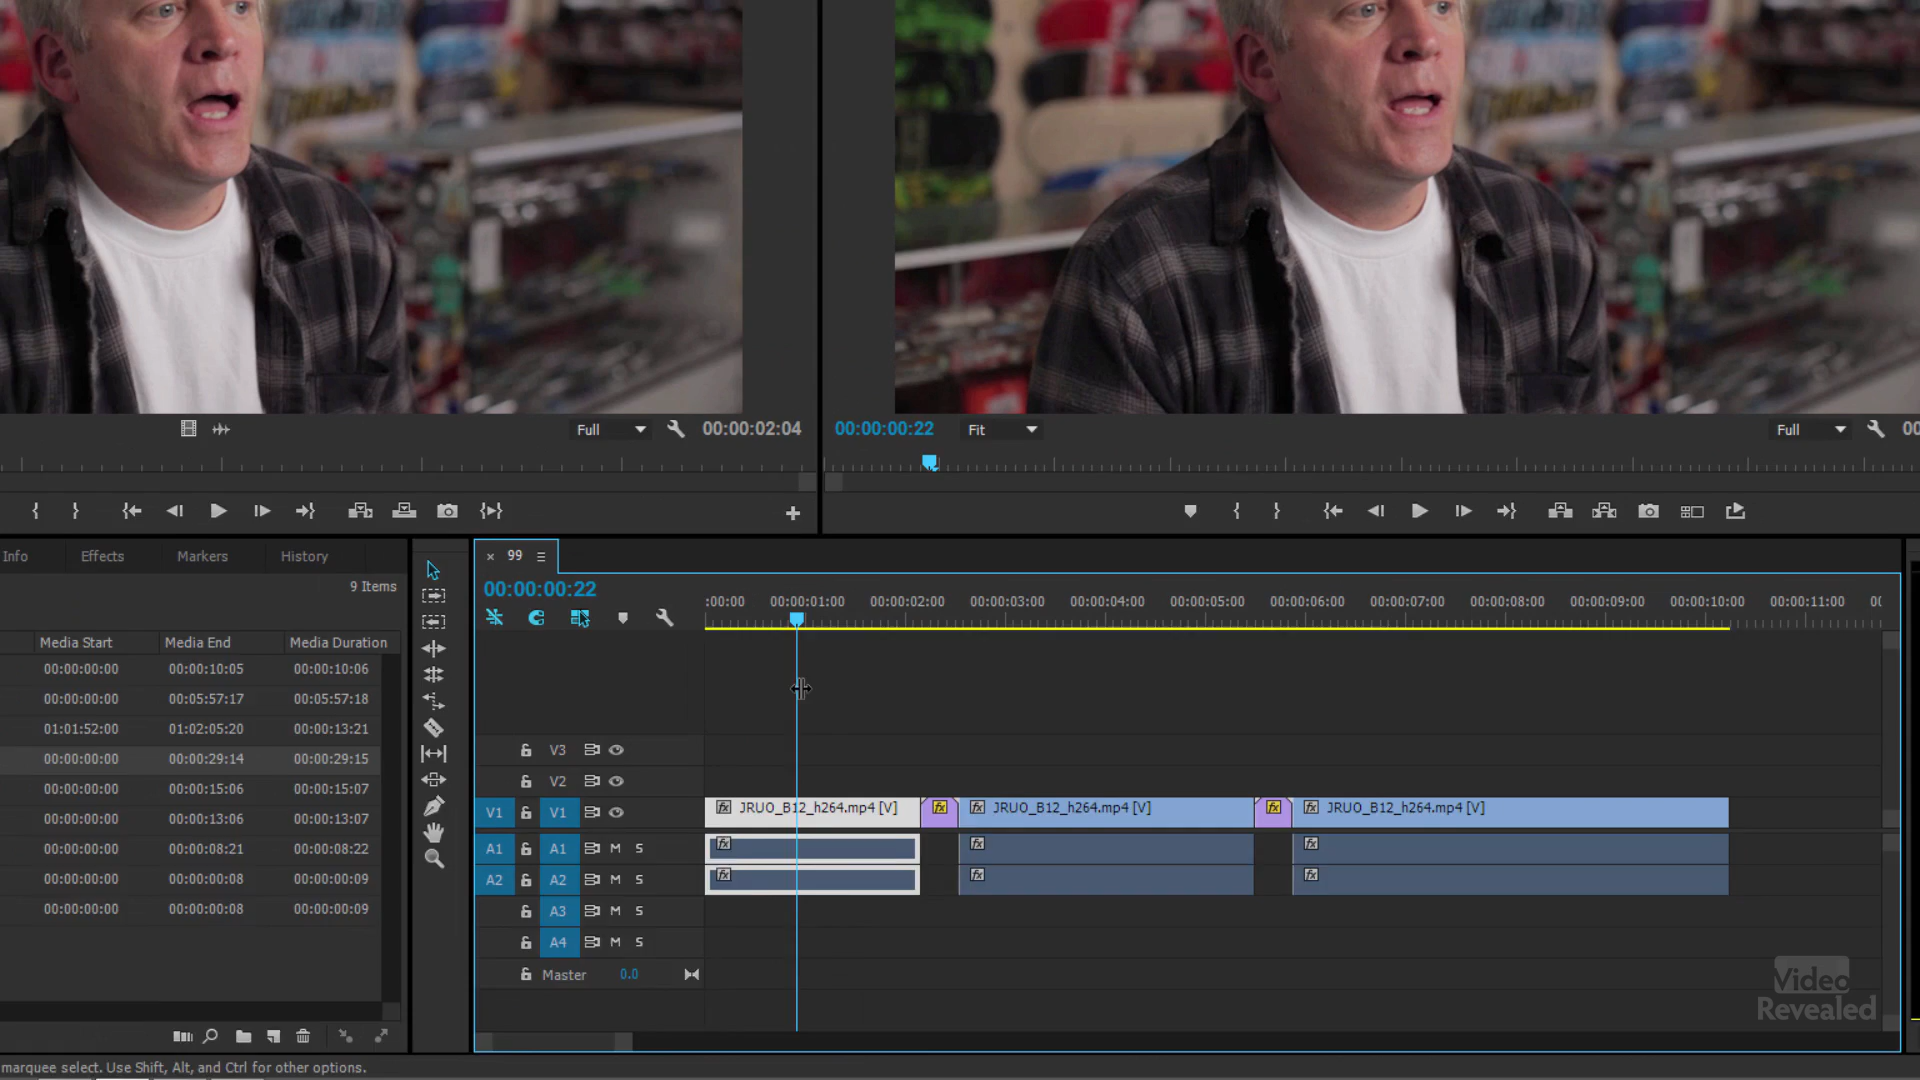 Full
00:00:02:04
00:00:00:22
Fit
Full
00
Info
Effects
Markers
History
9 Items
Media Start
Media End
Media Duration
00:00:00:00
00:00:10:05
00:00:10:06
00:00:00:00
00:05:57:17
00:05:57:18
01:01:52:00
01:02:05:20
00:00:13:21
00:00:00:00
00:00:29:14
00:00:29:15
00:00:00:00
00:00:15:06
00:00:15:07
00:00:00:00
00:00:13:06
00:00:13:07
00:00:00:00
00:00:08:21
00:00:08:22
00:00:00:00
00:00:00:08
00:00:00:09
00:00:00:00
00:00:00:08
00:00:00:09
× 99
00:00:00:22
:00:00 00:00:01:00 00:00:02:00 00:00:03:00 00:00:04:00 00:00:05:00 00:00:06:00 00:00:07:00 00:00:08:00 00:00:09:00 00:00:10:00 00:00:11:00
V3
V2
V1 V1
fx JRUO_B12_h264.mp4 [V]
fx
fx JRUO_B12_h264.mp4 [V]
fx
fx JRUO_B12_h264.mp4 [V]
A1 A1 M S
fx
fx
fx
A2 A2 M S
fx
fx
fx
A3 M S
A4 M S
Master 0.0
Video
Revealed
marquee select. Use Shift, Alt, and Ctrl for other options.